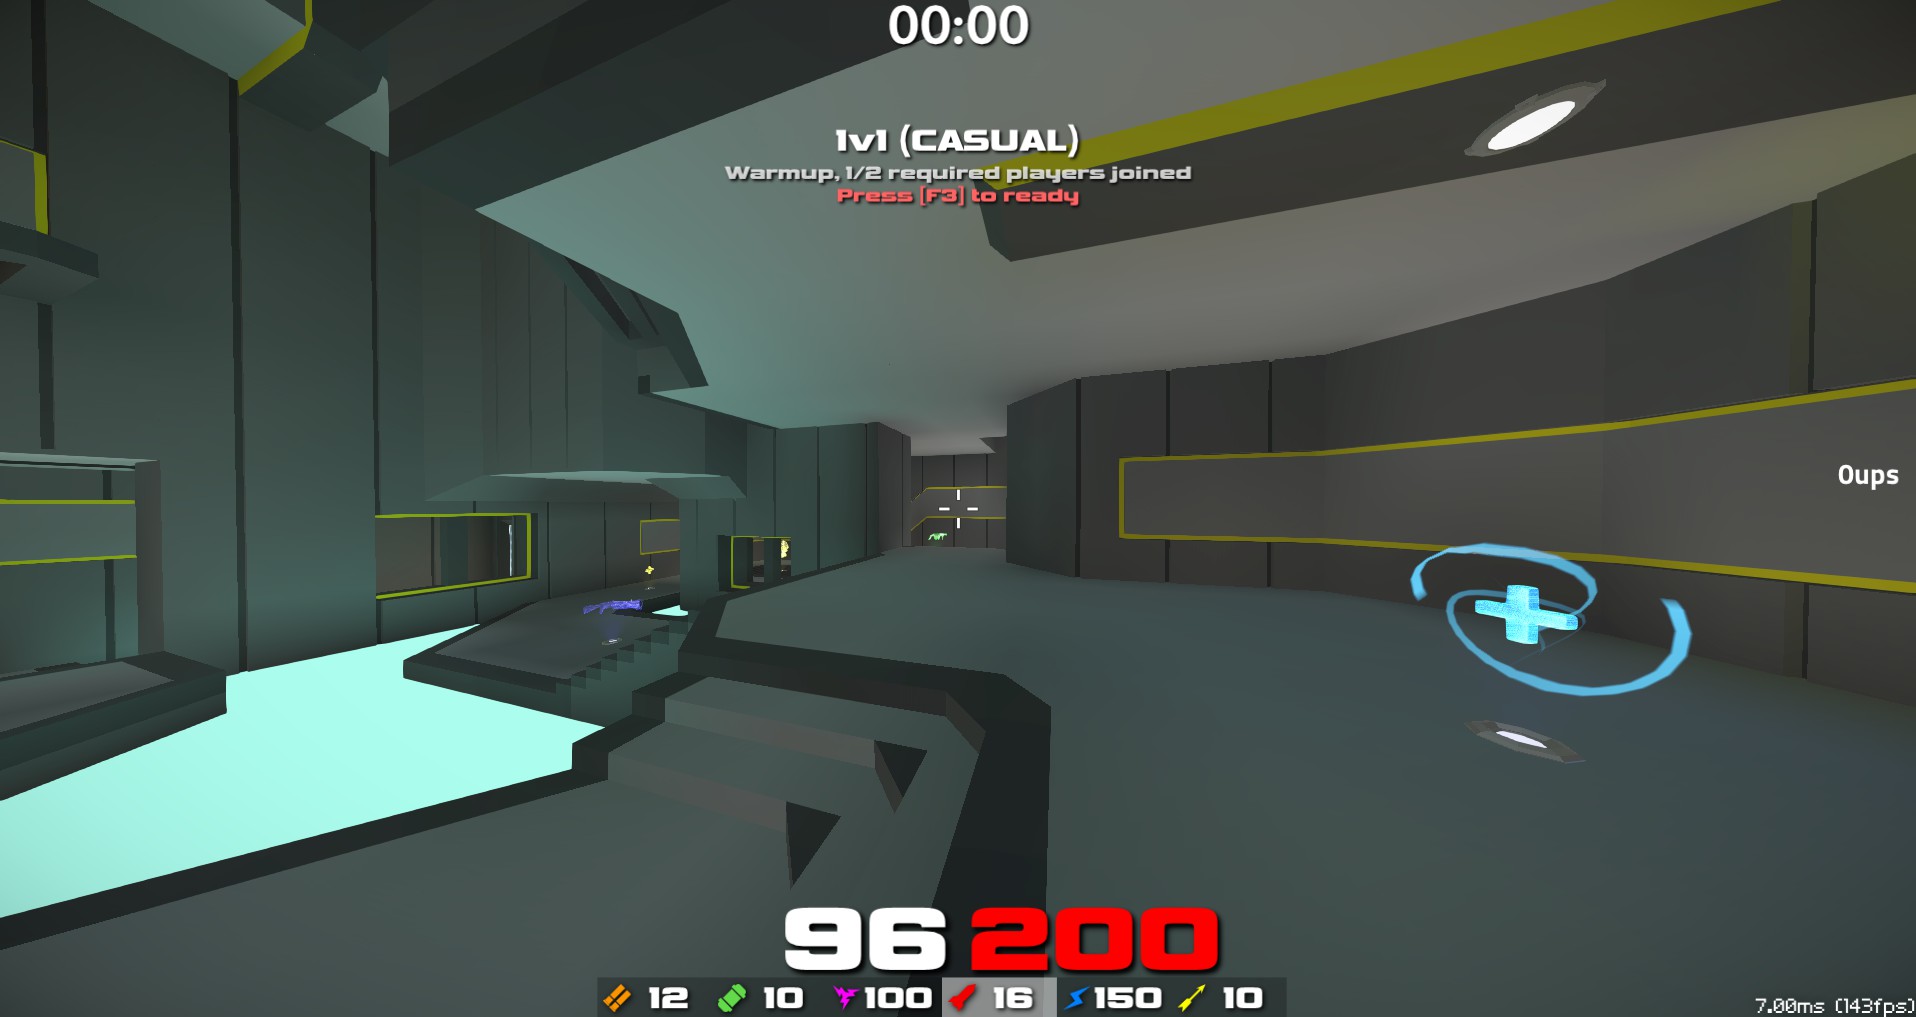 00:00
1v1 (CASUAL)
Warmup, 1/2 required players joined
Press [F3] to ready
Oups
96 200
12 10 100 16 150 10
7.00ms (143fps)